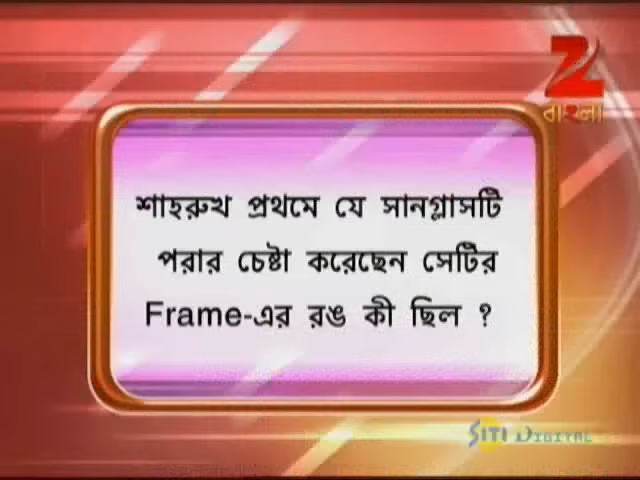 Z
বাংলা
শাহরুখ প্রথমে যে সানগ্লাসটি
পরার চেষ্টা করেছেন সেটির
Frame-এর রঙ কী ছিল ?
SITI DIGITAL